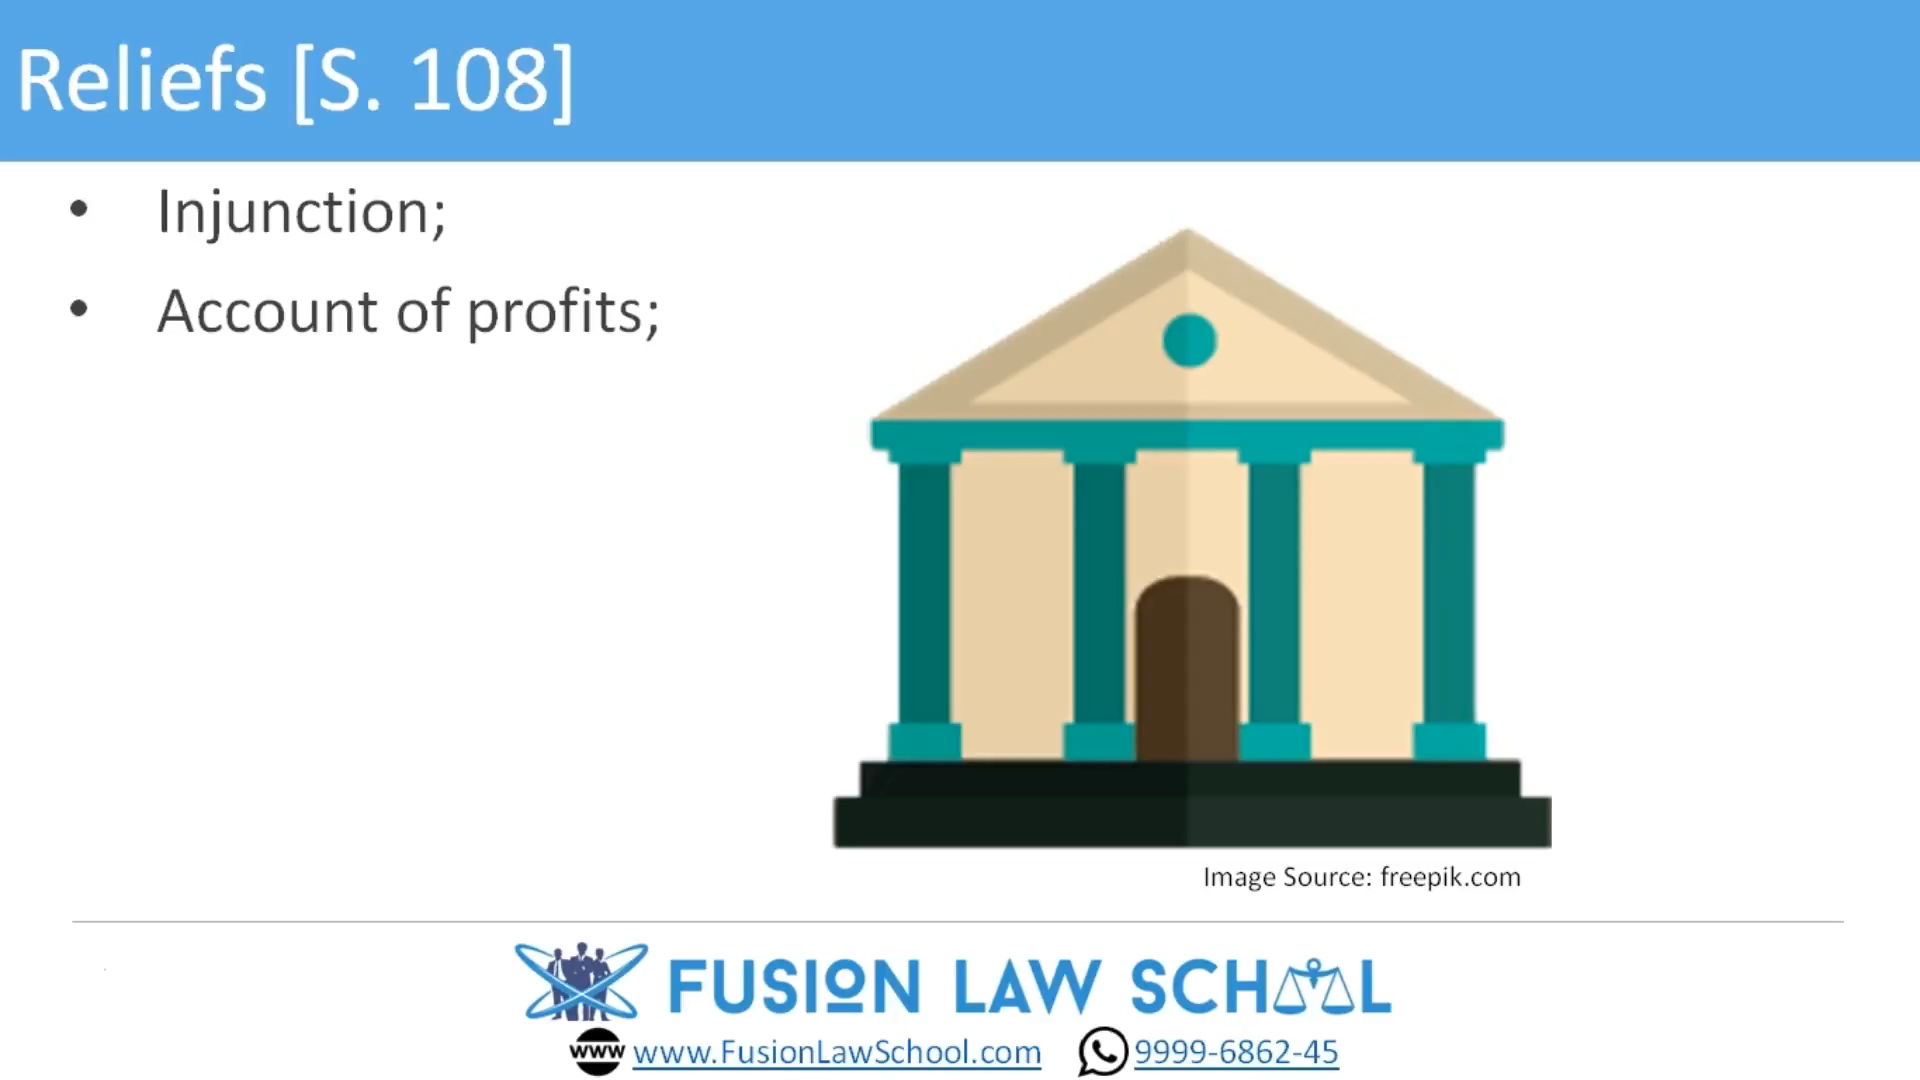 Reliefs [S. 108]
• Injunction;
• Account of profits;
Image Source: freepik.com
FUSION LAW SCHOOL
www www.FusionLawSchool.com 9999-6862-45